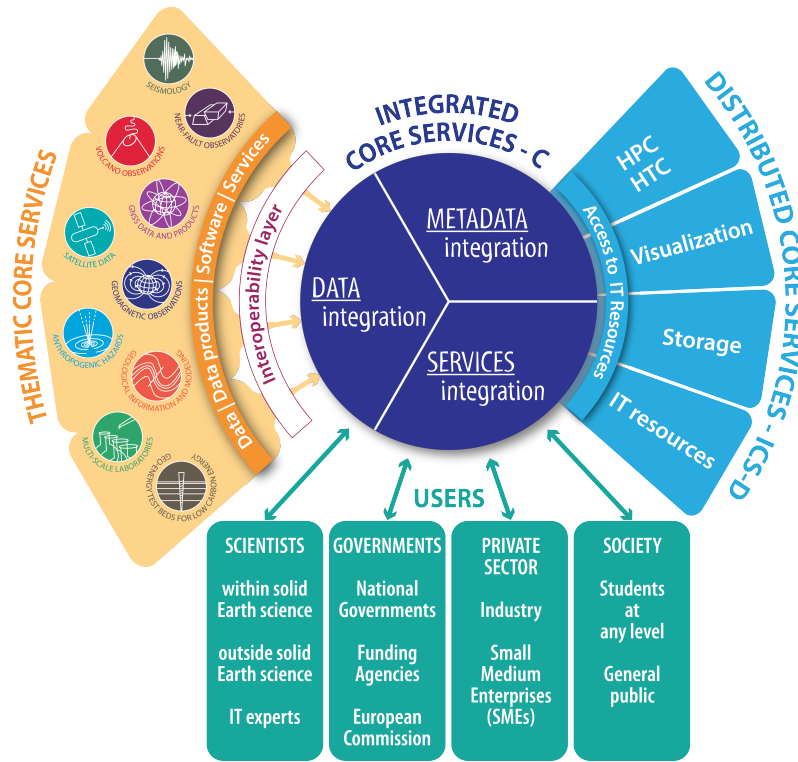 THEMATIC CORE SERVICES
SEISMOLOGY
NEAR-FAULT OBSERVATORIES
VOLCANO OBSERVATIONS
GNSS DATA AND PRODUCTS
SATELLITE DATA
GEOMAGNETIC OBSERVATIONS
ANTHROPOGENIC HAZARDS
GEOLOGICAL INFORMATION AND MODELING
MULTI-SCALE LABORATORIES
GEO-ENERGY TEST BEDS FOR LOW CARBON ENERGY
Data | Data products | Software | Services
Interoperability layer
INTEGRATED
CORE SERVICES - C
METADATA
integration
DATA
integration
SERVICES
integration
Access to IT Resources
HPC
HTC
Visualization
Storage
IT resources
DISTRIBUTED CORE SERVICES - ICS-D
USERS
SCIENTISTS
within solid
Earth science
outside solid
Earth science
IT experts
GOVERNMENTS
National
Governments
Funding
Agencies
European
Commission
PRIVATE
SECTOR
Industry
Small
Medium
Enterprises
(SMEs)
SOCIETY
Students
at
any level
General
public